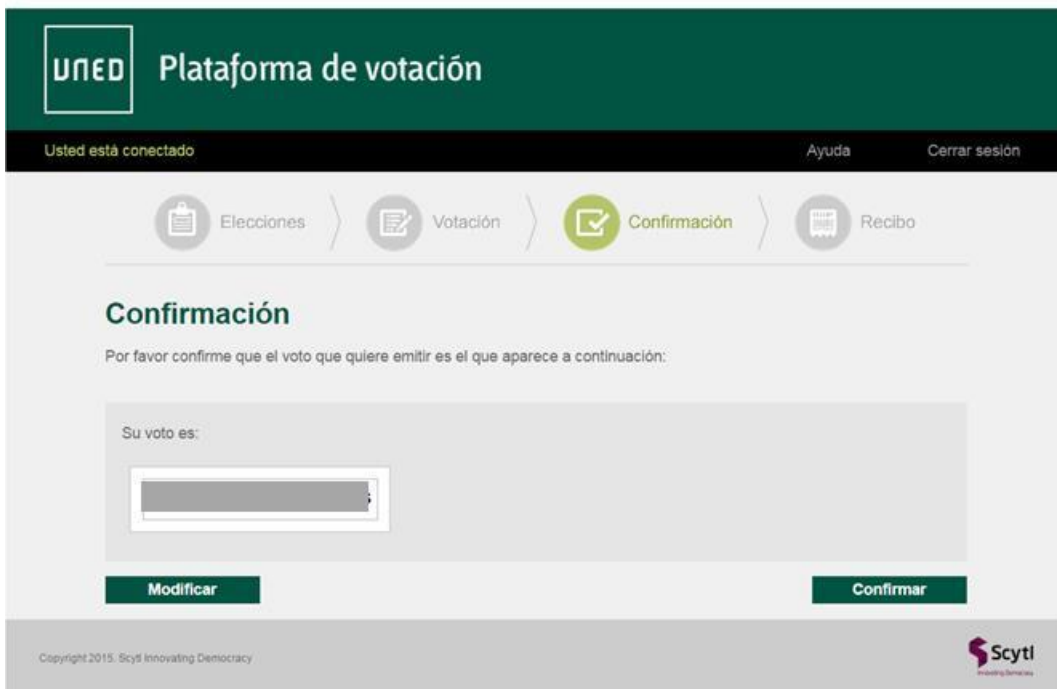 UNED Plataforma de votación
Usted está conectado Ayuda Cerrar sesión
Elecciones Votación Confirmación Recibo
Confirmación
Por favor confirme que el voto que quiere emitir es el que aparece a continuación:
Su voto es:
Modificar Confirmar
Copyright 2015. Scytl Innovating Democracy
Scytl
Innovating Democracy